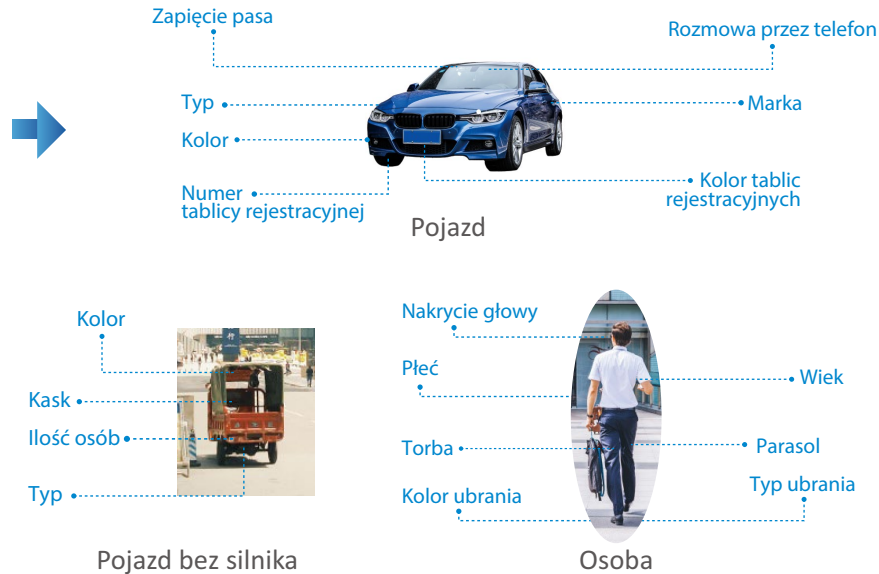 Zapięcie pasa
Rozmowa przez telefon
Typ
Marka
Kolor
Kolor tablic
rejestracyjnych
Numer
tablicy rejestracyjnej
Pojazd
Kolor
Kask
Ilość osób
Typ
Pojazd bez silnika
Nakrycie głowy
Płeć
Wiek
Torba
Parasol
Kolor ubrania
Typ ubrania
Osoba
行